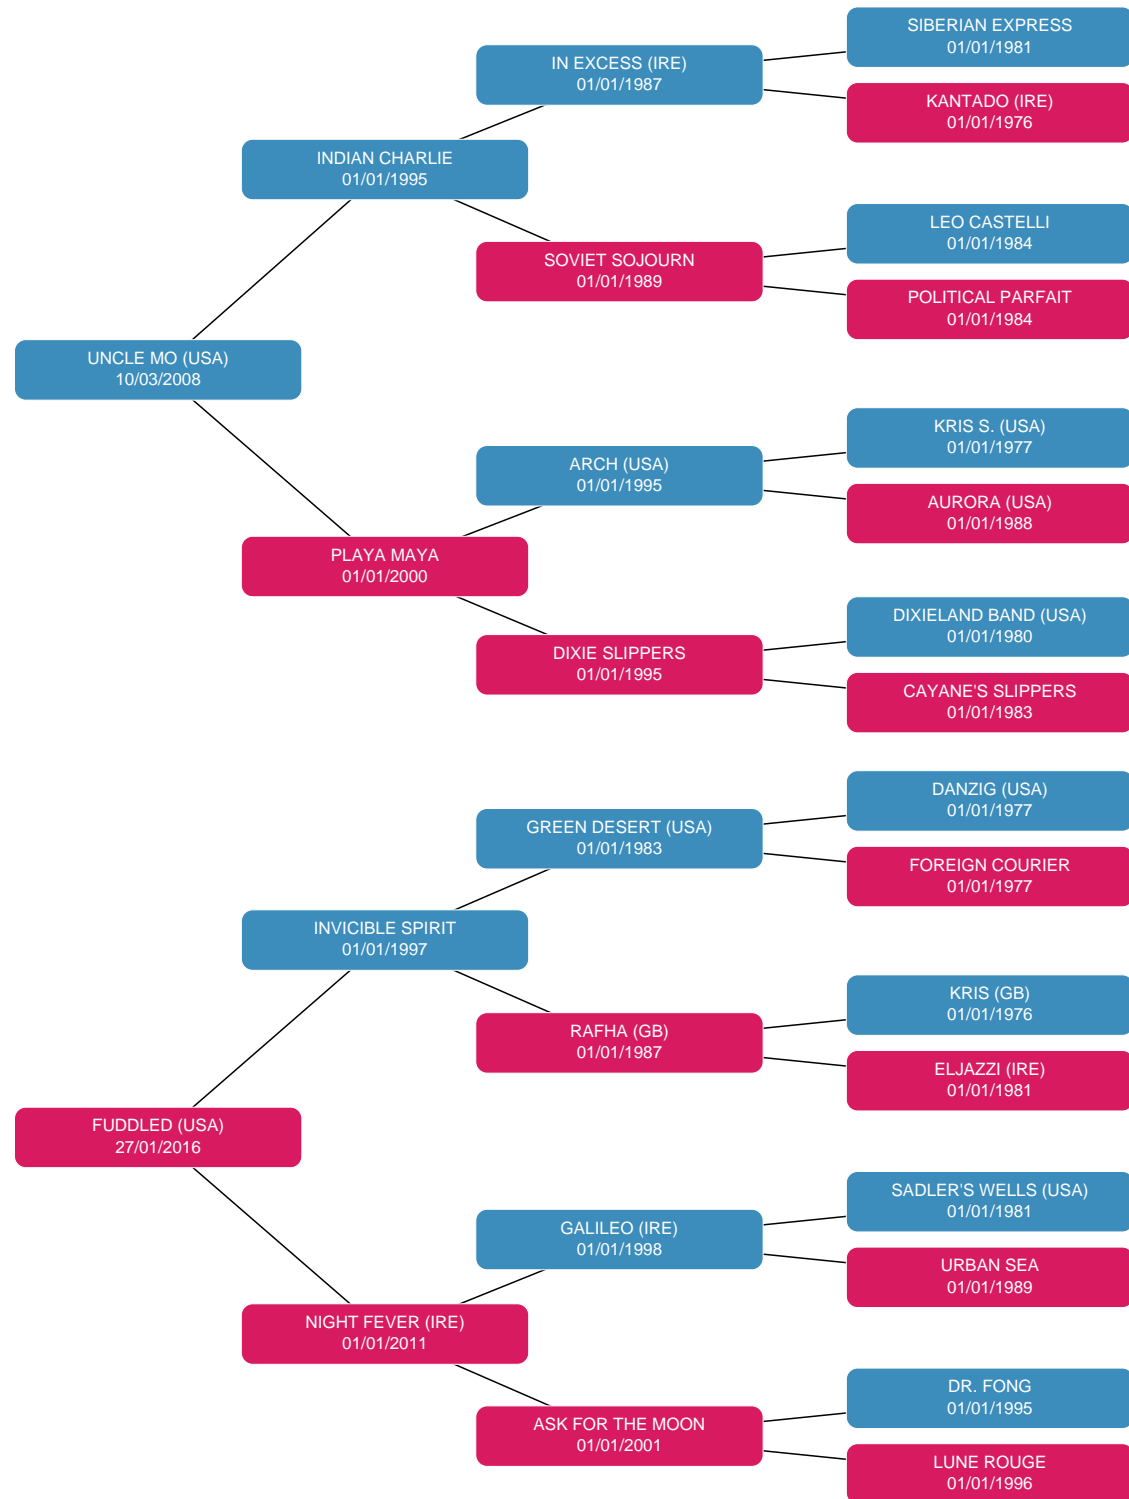 SIBERIAN EXPRESS
01/01/1981
IN EXCESS (IRE)
01/01/1987
KANTADO (IRE)
01/01/1976
INDIAN CHARLIE
01/01/1995
LEO CASTELLI
01/01/1984
SOVIET SOJOURN
01/01/1989
POLITICAL PARFAIT
01/01/1984
UNCLE MO (USA)
10/03/2008
KRIS S. (USA)
01/01/1977
ARCH (USA)
01/01/1995
AURORA (USA)
01/01/1988
PLAYA MAYA
01/01/2000
DIXIELAND BAND (USA)
01/01/1980
DIXIE SLIPPERS
01/01/1995
CAYANE'S SLIPPERS
01/01/1983
DANZIG (USA)
01/01/1977
GREEN DESERT (USA)
01/01/1983
FOREIGN COURIER
01/01/1977
INVICIBLE SPIRIT
01/01/1997
KRIS (GB)
01/01/1976
RAFHA (GB)
01/01/1987
ELJAZZI (IRE)
01/01/1981
FUDDLED (USA)
27/01/2016
SADLER'S WELLS (USA)
01/01/1981
GALILEO (IRE)
01/01/1998
URBAN SEA
01/01/1989
NIGHT FEVER (IRE)
01/01/2011
DR. FONG
01/01/1995
ASK FOR THE MOON
01/01/2001
LUNE ROUGE
01/01/1996